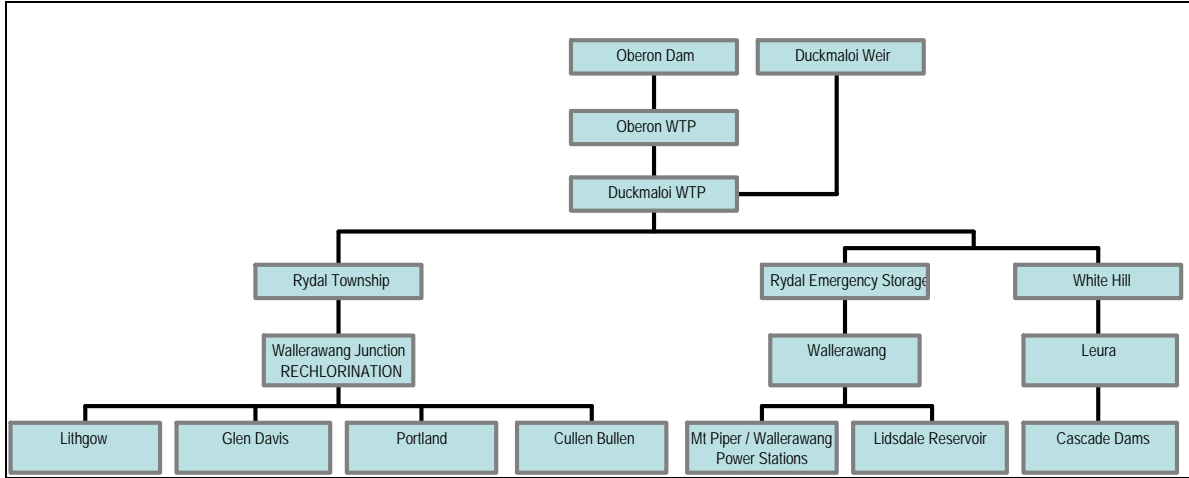 Oberon Dam
Duckmaloi Weir
Oberon WTP
Duckmaloi WTP
Rydal Township
Rydal Emergency Storage
White Hill
Wallerawang Junction
RECHLORINATION
Wallerawang
Leura
Lithgow
Glen Davis
Portland
Cullen Bullen
Mt Piper / Wallerawang
Power Stations
Lidsdale Reservoir
Cascade Dams